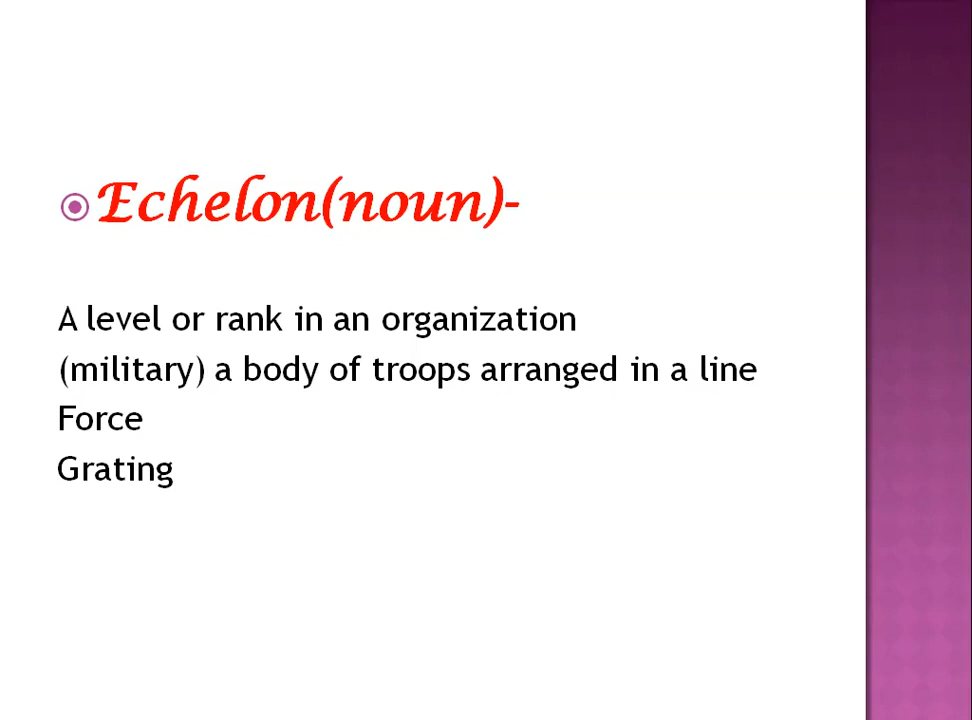 Echelon(noun)-
A level or rank in an organization
(military) a body of troops arranged in a line
Force
Grating